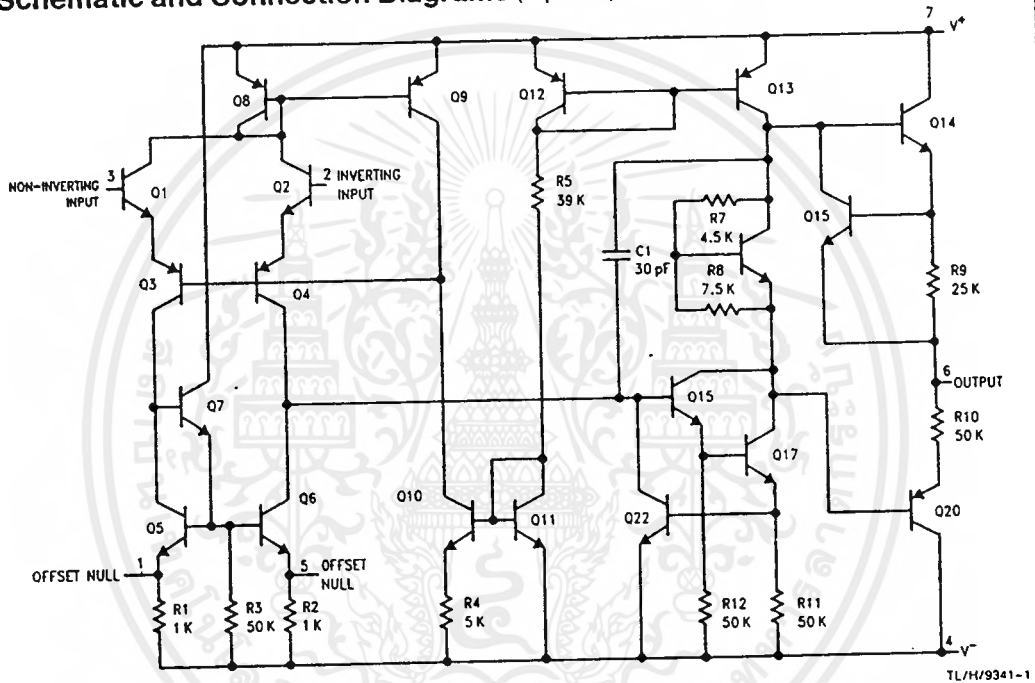 Schematic and Connection Diagrams
7
V+
Q8
Q9
Q12
Q13
Q14
3
NON-INVERTING
INPUT
Q1
Q2
2 INVERTING
INPUT
R5
39 K
R7
4.5 K
R8
7.5 K
C1
30 pF
Q15
R9
25 K
Q3
Q4
6
OUTPUT
Q7
Q15
R10
50 K
Q17
Q5
Q6
Q10
Q11
Q22
Q20
1
OFFSET NULL
5 OFFSET
NULL
R1
1 K
R3
50 K
R2
1 K
R4
5 K
R12
50 K
R11
50 K
4
V-
TL/H/9341-1